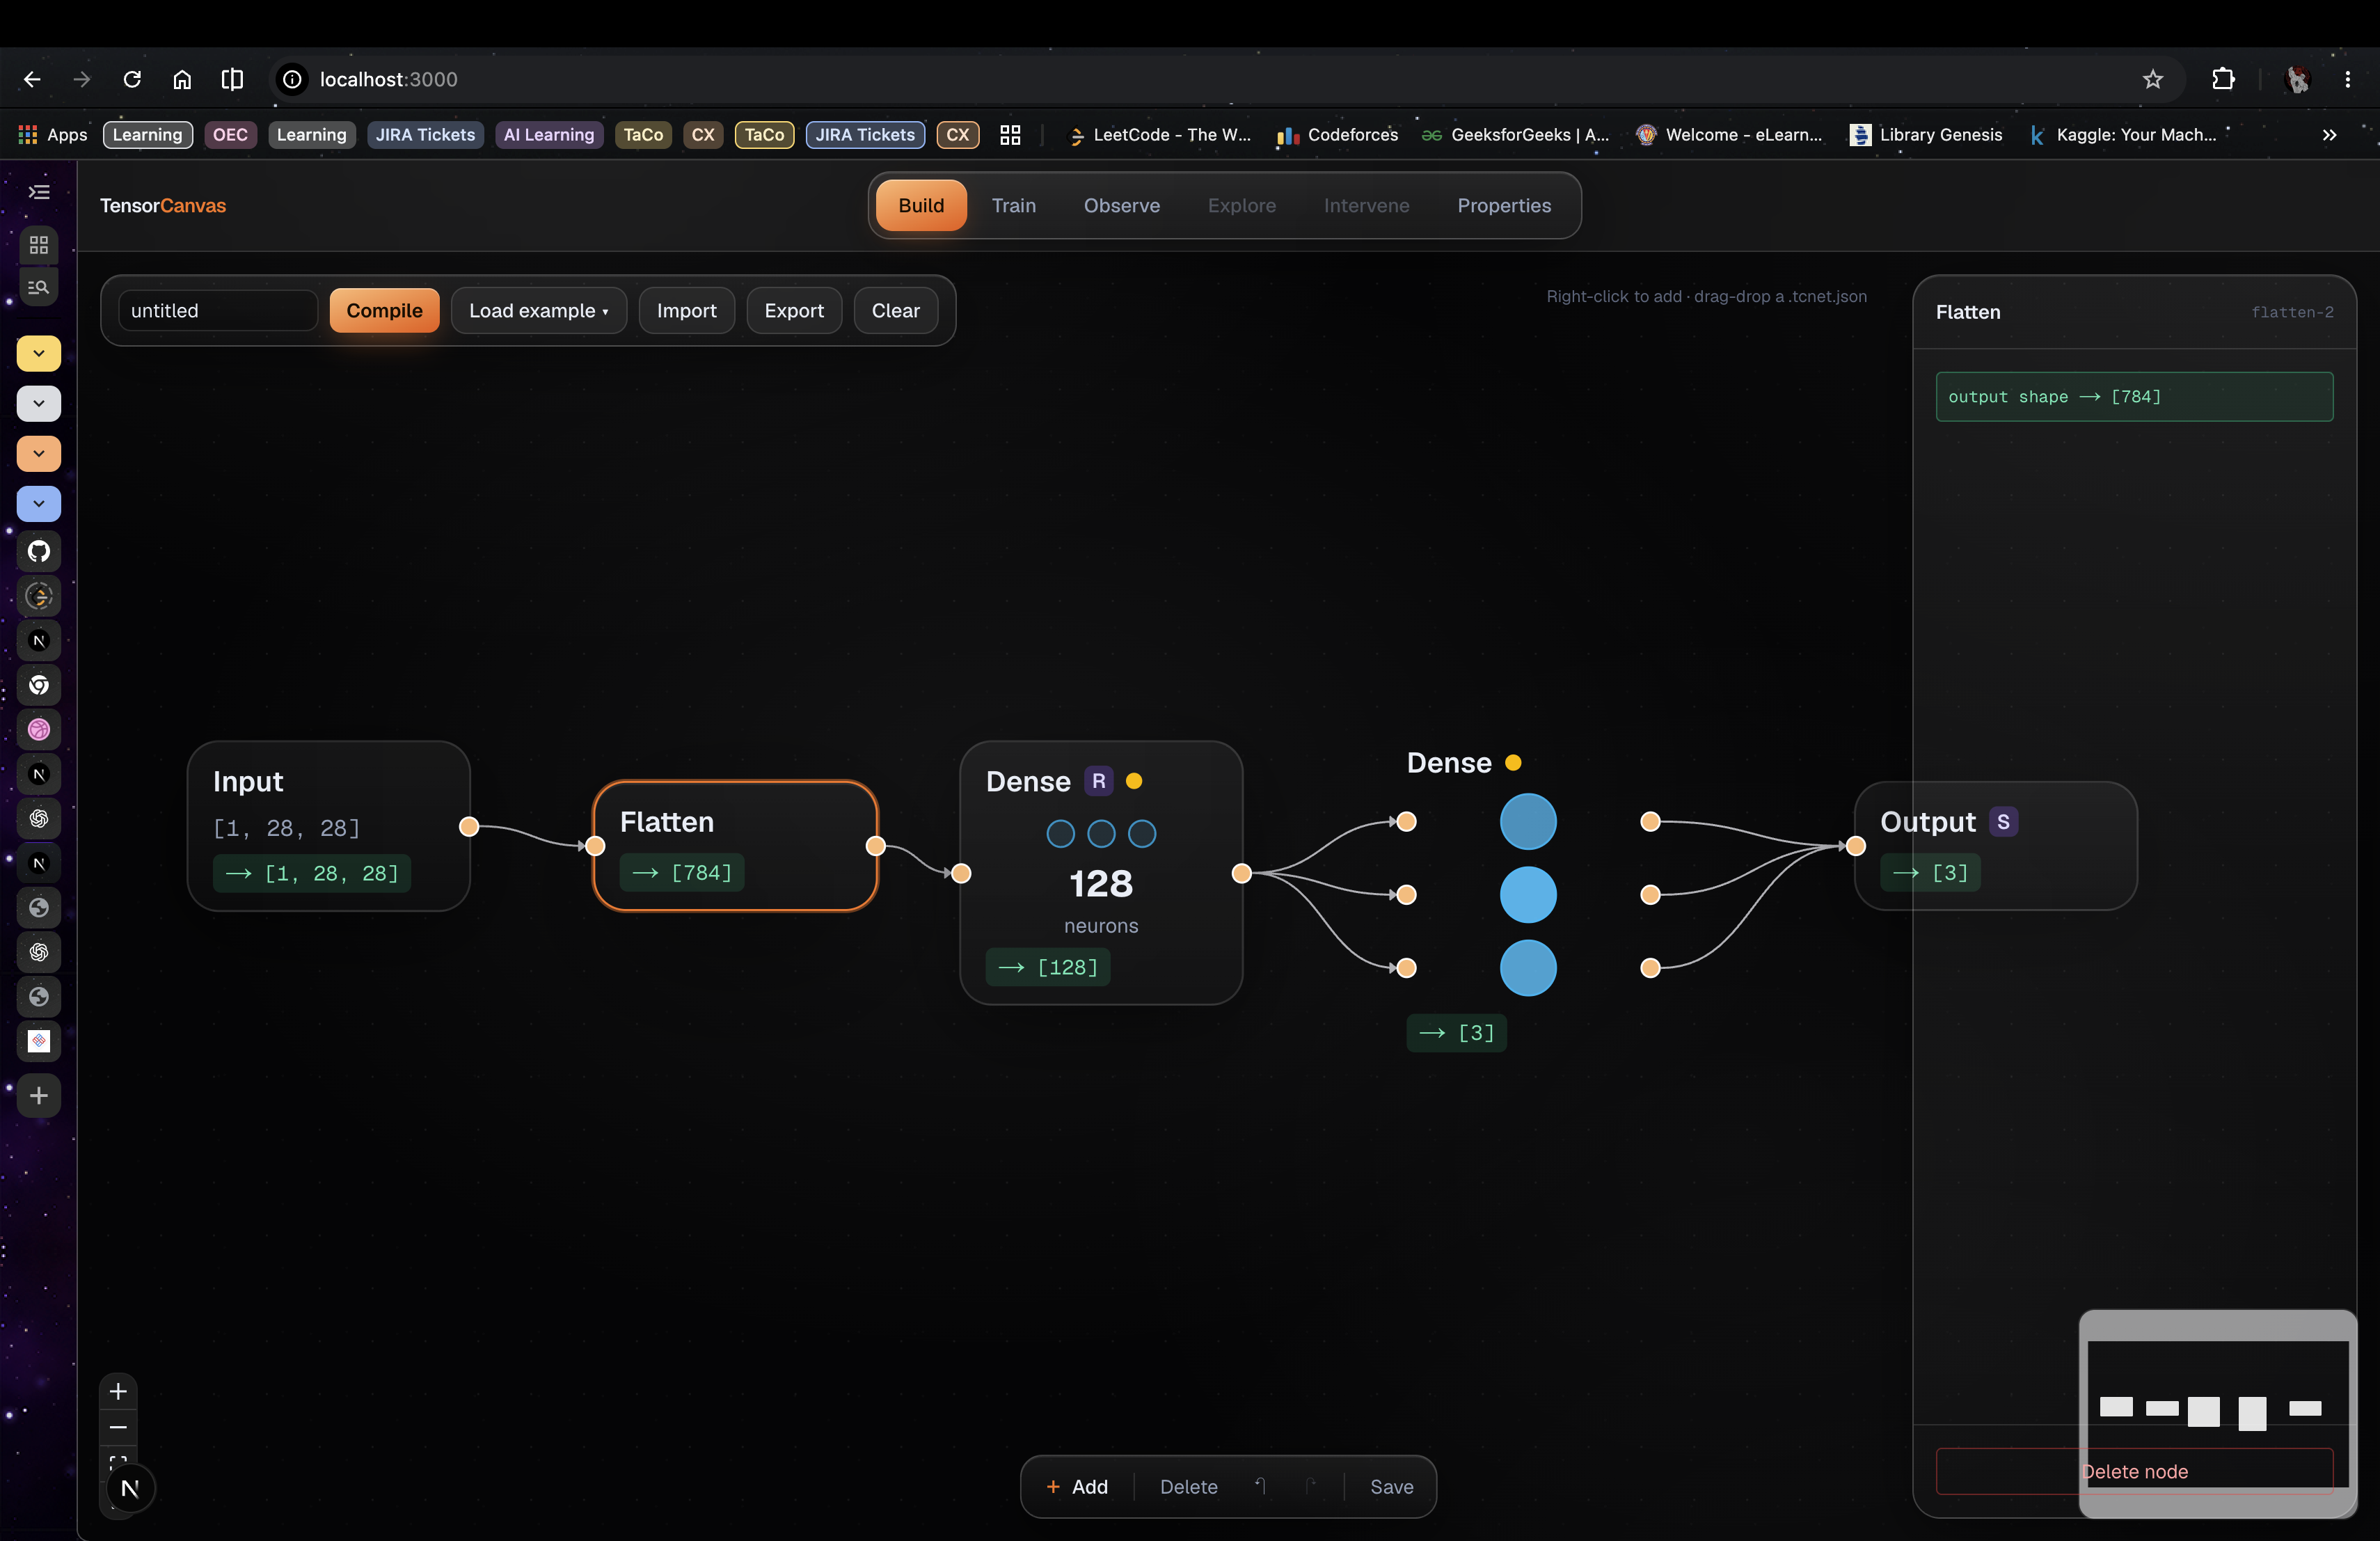 localhost:3000
Apps Learning OEC Learning JIRA Tickets AI Learning TaCo CX TaCo JIRA Tickets CX LeetCode - The W... Codeforces GeeksforGeeks | A... Welcome - eLearn... Library Genesis Kaggle: Your Mach...
TensorCanvas
Build Train Observe Explore Intervene Properties
untitled Compile Load example ▾ Import Export Clear
Right-click to add · drag-drop a .tcnet.json
Flatten flatten-2
output shape → [784]
Input
[1, 28, 28]
→ [1, 28, 28]
Flatten
→ [784]
Dense R
128
neurons
→ [128]
Dense
→ [3]
Output S
→ [3]
+ Add Delete Save
Delete node